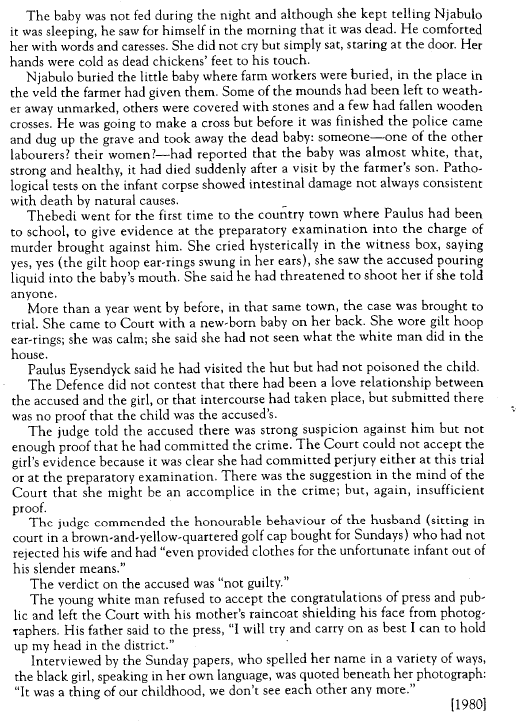 The baby was not fed during the night and although she kept telling Njabulo
it was sleeping, he saw for himself in the morning that it was dead. He comforted
her with words and caresses. She did not cry but simply sat, staring at the door. Her
hands were cold as dead chickens' feet to his touch.
Njabulo buried the little baby where farm workers were buried, in the place in
the veld the farmer had given them. Some of the mounds had been left to weath-
er away unmarked, others were covered with stones and a few had fallen wooden
crosses. He was going to make a cross but before it was finished the police came
and dug up the grave and took away the dead baby: someone—one of the other
labourers? their women?—had reported that the baby was almost white, that,
strong and healthy, it had died suddenly after a visit by the farmer's son. Patho-
logical tests on the infant corpse showed intestinal damage not always consistent
with death by natural causes.
Thebedi went for the first time to the country town where Paulus had been
to school, to give evidence at the preparatory examination into the charge of
murder brought against him. She cried hysterically in the witness box, saying
yes, yes (the gilt hoop ear-rings swung in her ears), she saw the accused pouring
liquid into the baby's mouth. She said he had threatened to shoot her if she told
anyone.
More than a year went by before, in that same town, the case was brought to
trial. She came to Court with a new-born baby on her back. She wore gilt hoop
ear-rings; she was calm; she said she had not seen what the white man did in the
house.
Paulus Eysendyck said he had visited the hut but had not poisoned the child.
The Defence did not contest that there had been a love relationship between
the accused and the girl, or that intercourse had taken place, but submitted there
was no proof that the child was the accused's.
The judge told the accused there was strong suspicion against him but not
enough proof that he had committed the crime. The Court could not accept the
girl's evidence because it was clear she had committed perjury either at this trial
or at the preparatory examination. There was the suggestion in the mind of the
Court that she might be an accomplice in the crime; but, again, insufficient
proof.
The judge commended the honourable behaviour of the husband (sitting in
court in a brown-and-yellow-quartered golf cap bought for Sundays) who had not
rejected his wife and had "even provided clothes for the unfortunate infant out of
his slender means."
The verdict on the accused was "not guilty."
The young white man refused to accept the congratulations of press and pub-
lic and left the Court with his mother's raincoat shielding his face from photog-
raphers. His father said to the press, "I will try and carry on as best I can to hold
up my head in the district."
Interviewed by the Sunday papers, who spelled her name in a variety of ways,
the black girl, speaking in her own language, was quoted beneath her photograph:
"It was a thing of our childhood, we don't see each other any more."
[1980]